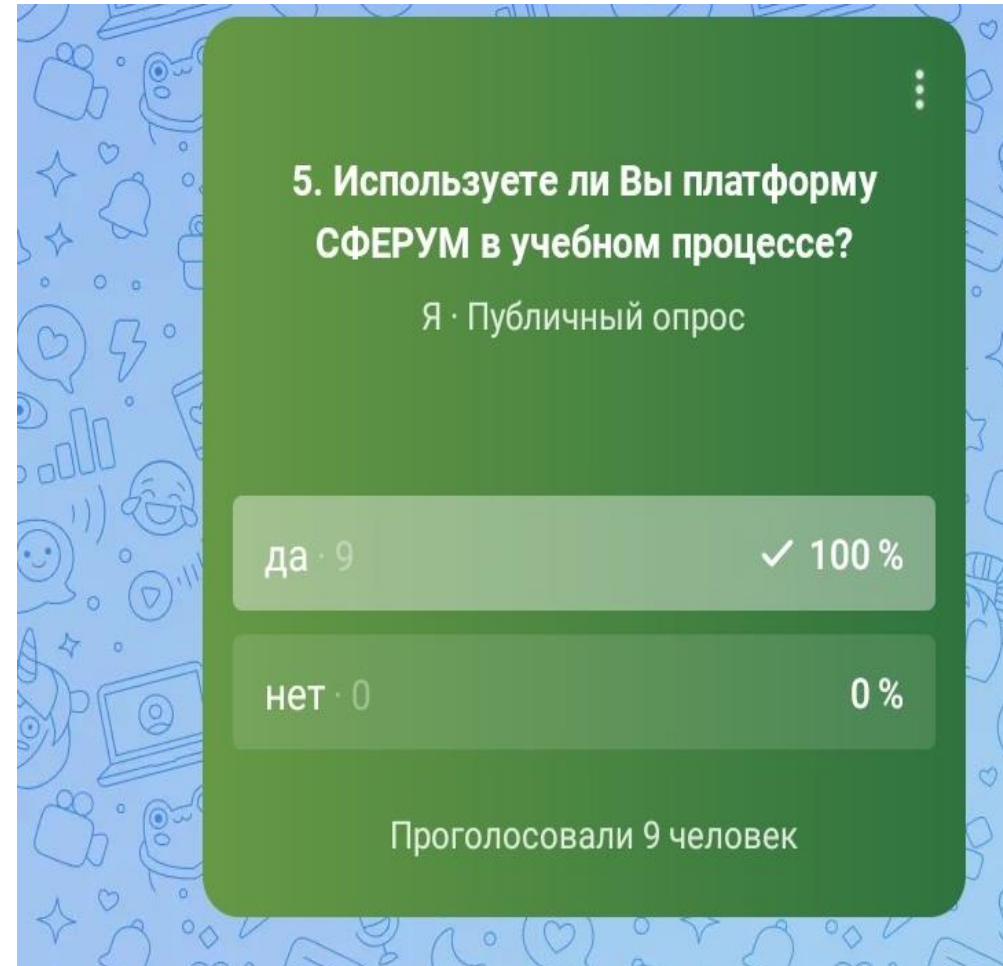 5. Используете ли Вы платформу
СФЕРУМ в учебном процессе?
Я · Публичный опрос
да · 9 100 %
нет · 0 0 %
Проголосовали 9 человек